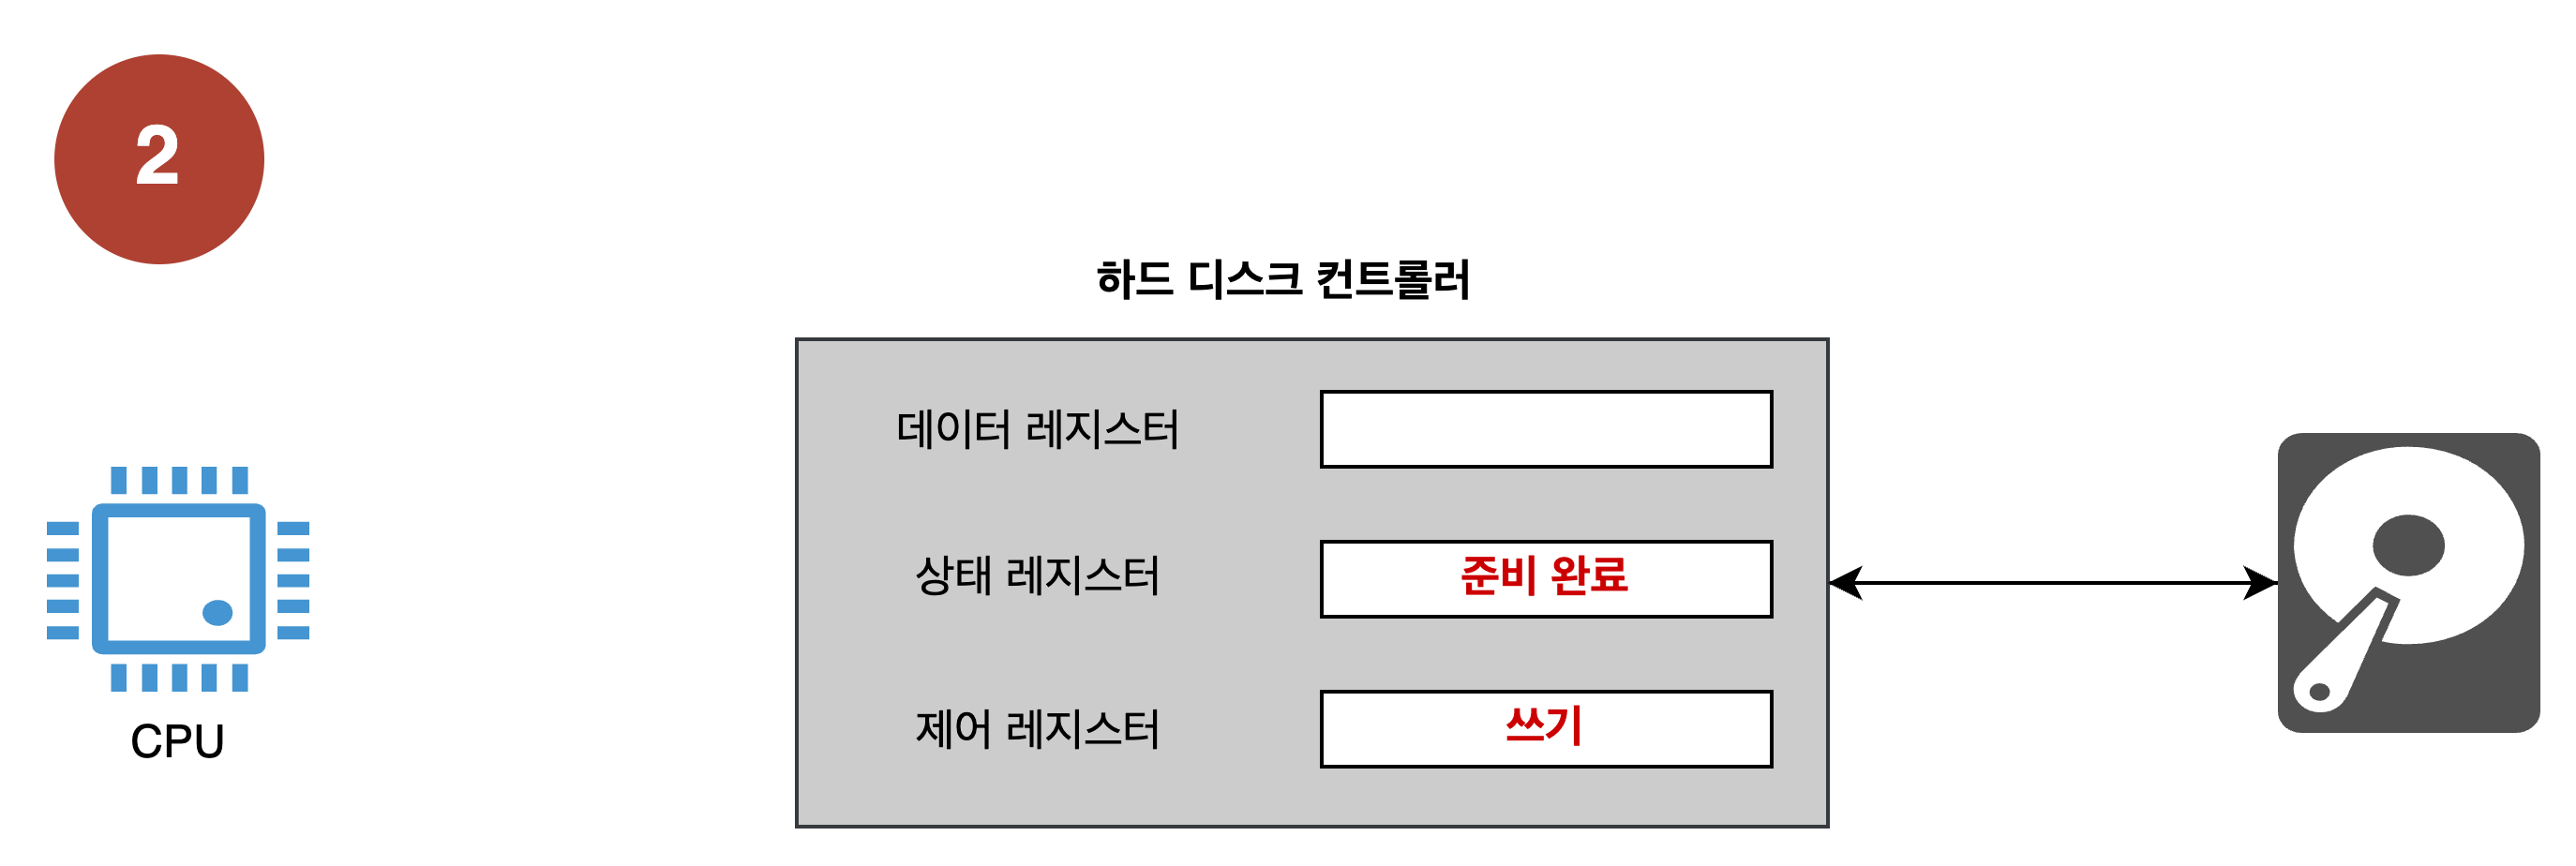 2
하드 디스크 컨트롤러
데이터 레지스터
상태 레지스터 준비 완료
제어 레지스터 쓰기
CPU